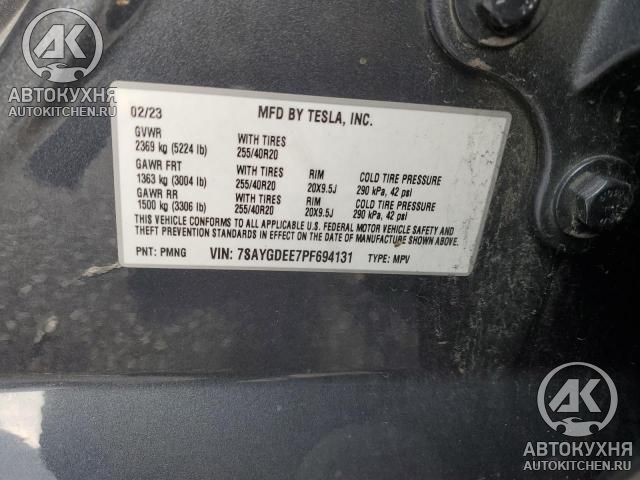 АК
АВТОКУХНЯ
AUTOKITCHEN.RU
02/23 MFD BY TESLA, INC.
GVWR WITH TIRES
2369 kg (5224 lb) 255/40R20
GAWR FRT WITH TIRES RIM COLD TIRE PRESSURE
1363 kg (3004 lb) 255/40R20 20X9.5J 290 kPa, 42 psi
GAWR RR WITH TIRES RIM COLD TIRE PRESSURE
1500 kg (3306 lb) 255/40R20 20X9.5J 290 kPa, 42 psi
THIS VEHICLE CONFORMS TO ALL APPLICABLE U.S. FEDERAL MOTOR VEHICLE SAFETY AND
THEFT PREVENTION STANDARDS IN EFFECT ON THE DATE OF MANUFACTURE SHOWN ABOVE.
PNT: PMNG VIN: 7SAYGDEE7PF694131 TYPE: MPV
АК
АВТОКУХНЯ
AUTOKITCHEN.RU